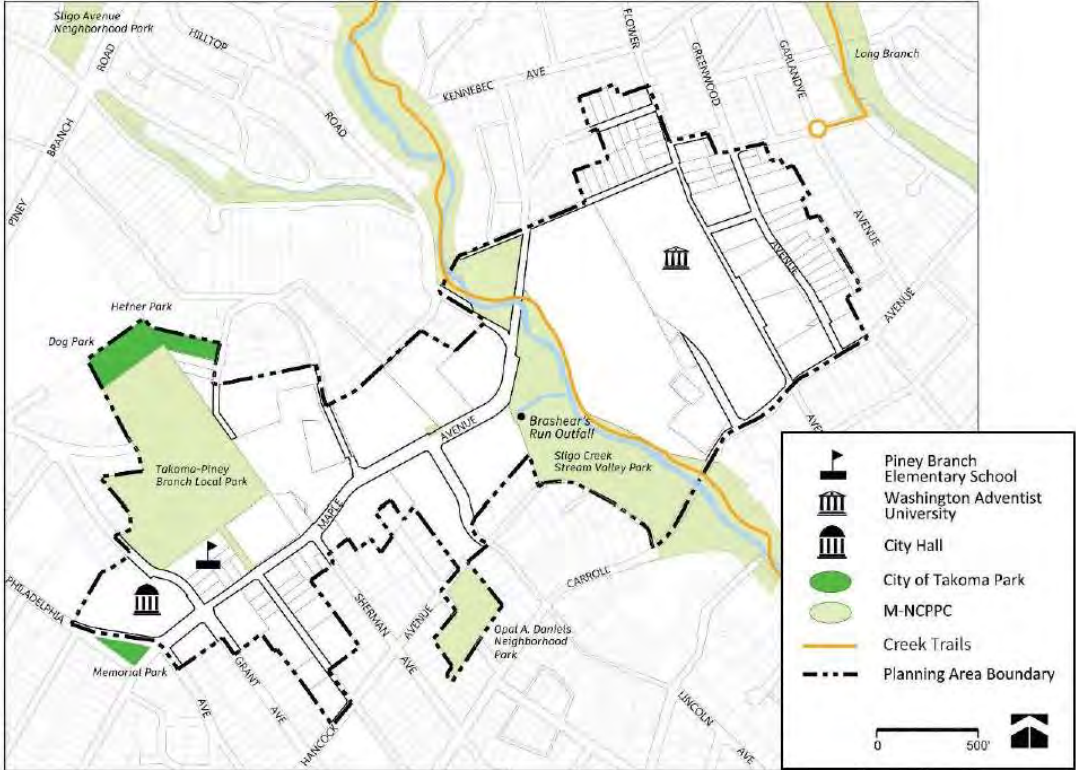 Sligo Avenue
Neighborhood Park
HILLTOP
ROAD
ROAD
PINEY
BRANCH
KENNEBEC AVE
FLOWER
GREENWOOD
GARLANDVE
Long Branch
AVENUE
AVENUE
AVENUE
Hefner Park
Dog Park
Takoma-Piney
Branch Local Park
AVENUE
MAPLE
Brashear's
Run Outfall
Sligo Creek
Stream Valley Park
CARROLL
AVE
PHILADELPHIA
Memorial Park
AVE
GRANT
AVE
HANCOCK
SHERMAN
AVE
AVENUE
Opal A. Daniels
Neighborhood
Park
LINCOLN
AVE
Piney Branch
Elementary School
Washington Adventist
University
City Hall
City of Takoma Park
M-NCPPC
Creek Trails
Planning Area Boundary
0 500'